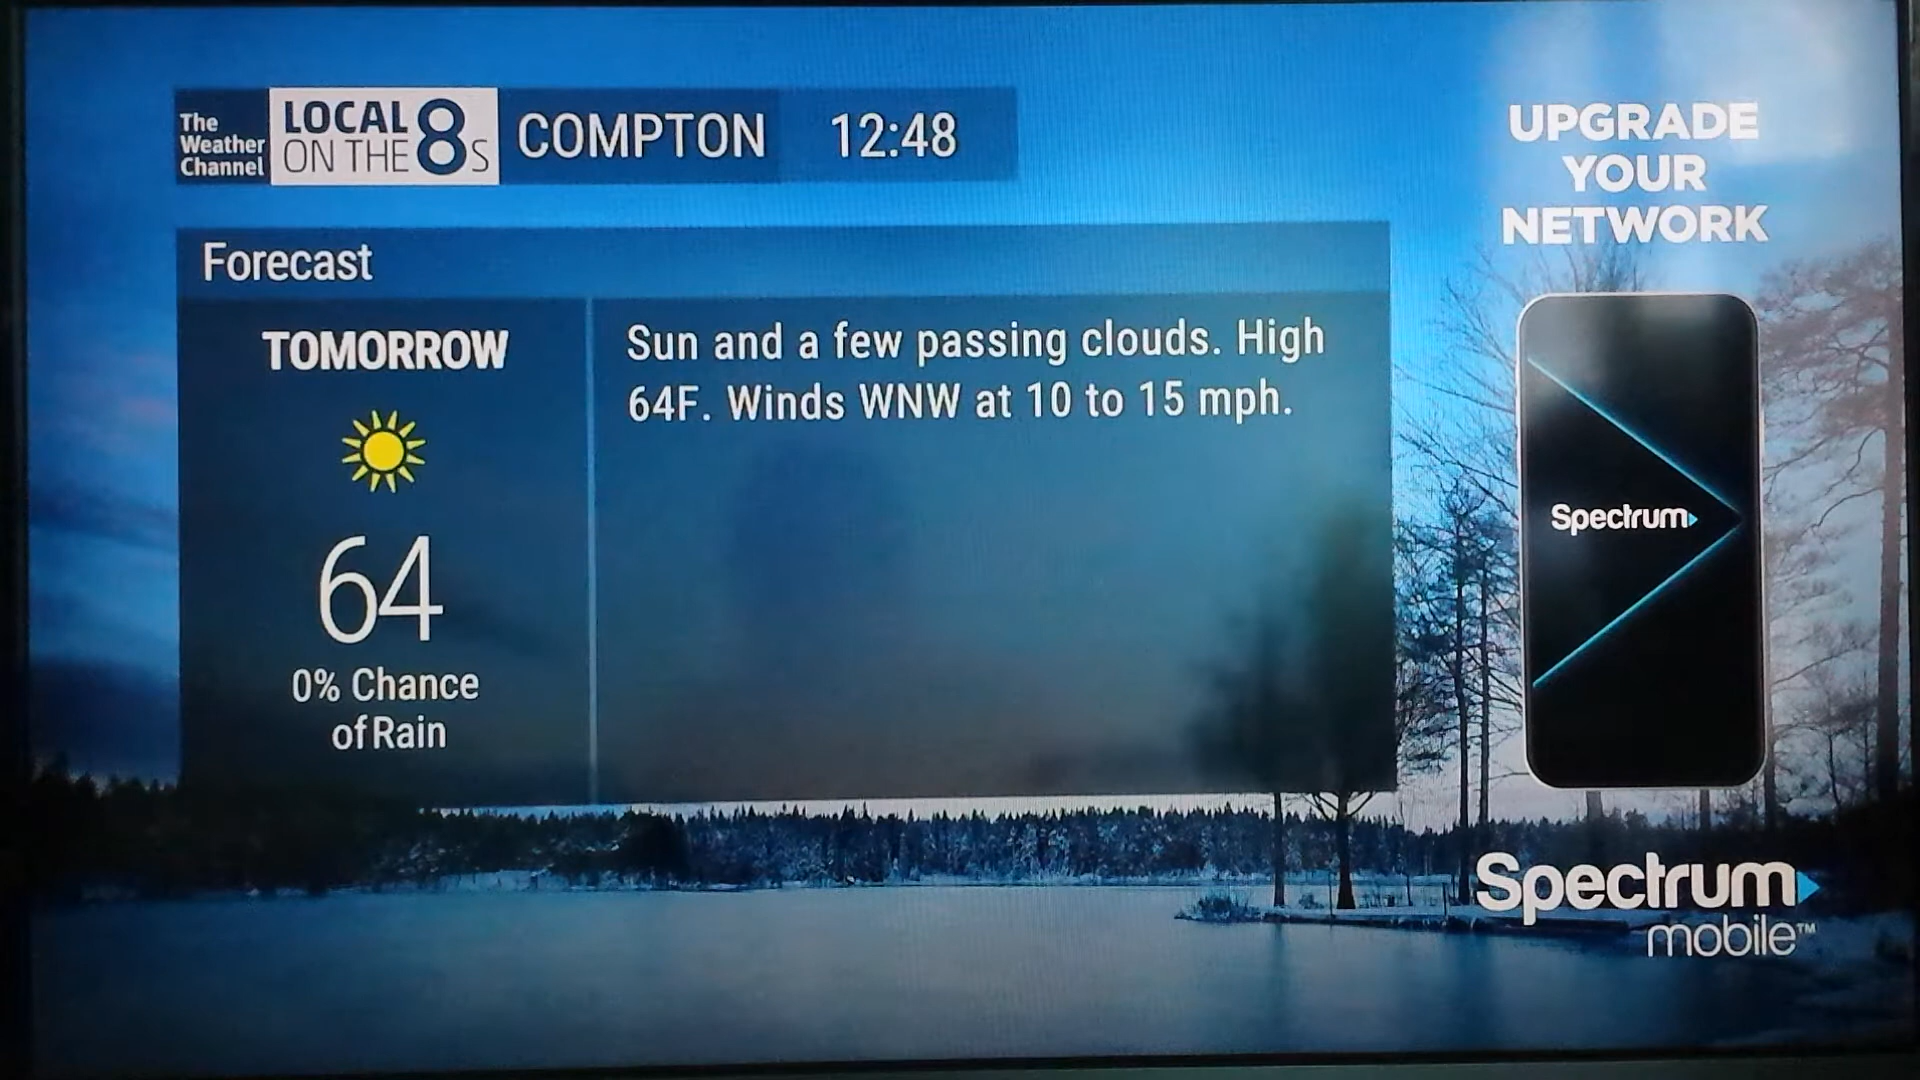 The
Weather
Channel
LOCAL
ON THE 8s
COMPTON 12:48
UPGRADE
YOUR
NETWORK
Forecast
TOMORROW
64
0% Chance
of Rain
Sun and a few passing clouds. High
64F. Winds WNW at 10 to 15 mph.
Spectrum
Spectrum
mobile™